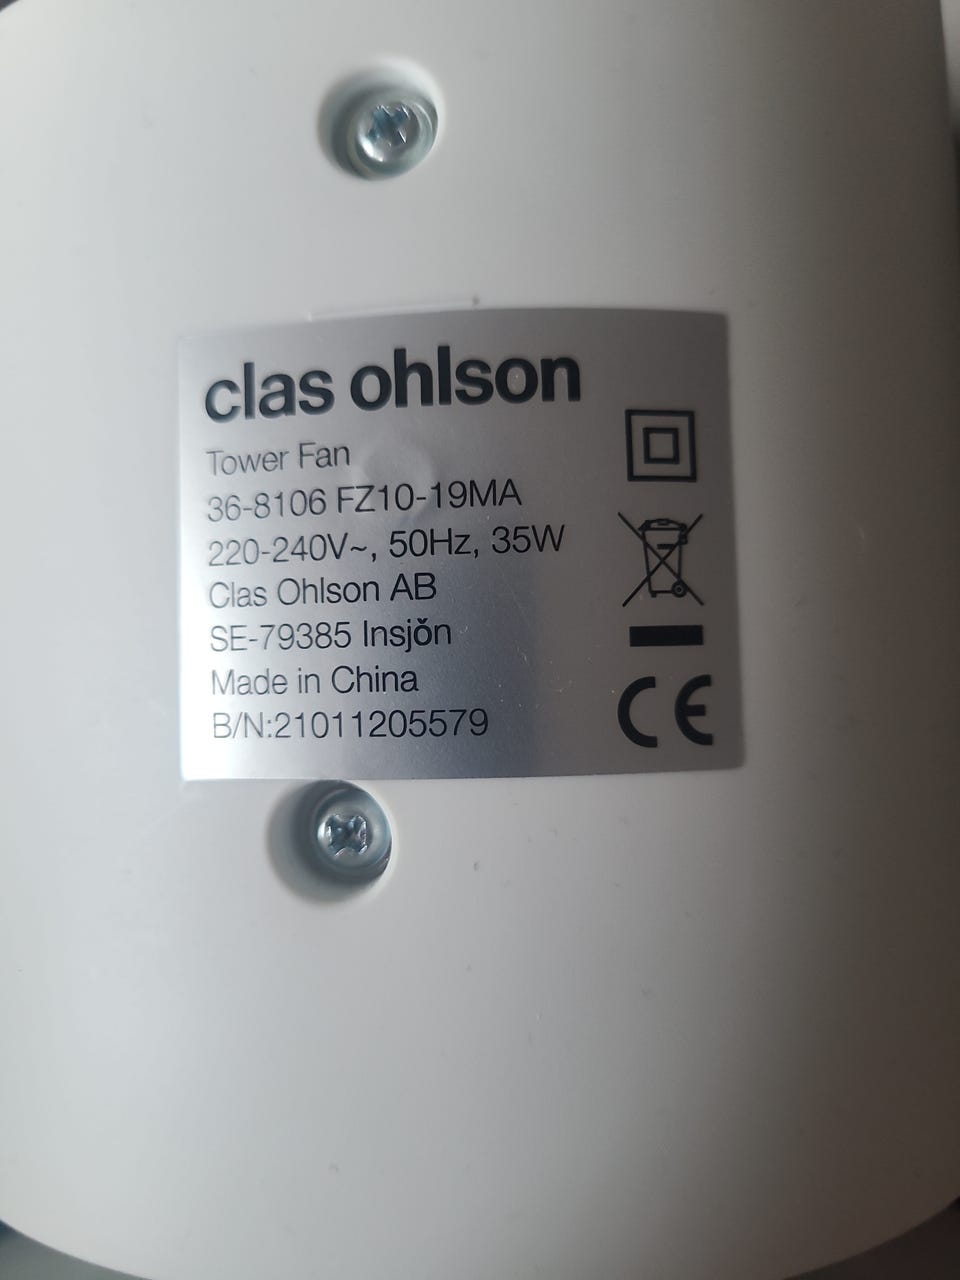 clas ohlson
Tower Fan
36-8106 FZ10-19MA
220-240V~, 50Hz, 35W
Clas Ohlson AB
SE-79385 Insjŏn
Made in China
B/N:21011205579
CE